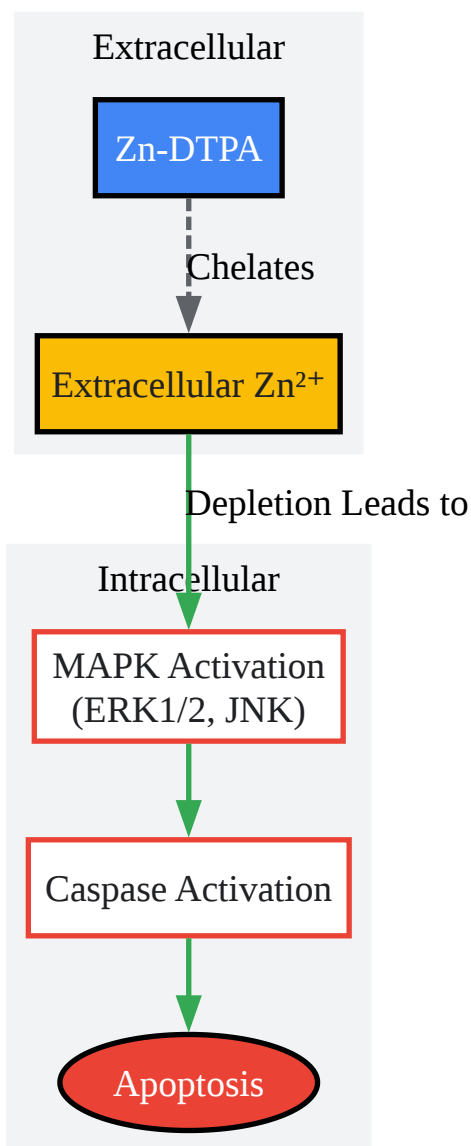 Extracellular
Zn-DTPA
Chelates
Extracellular Zn²⁺
Depletion Leads to
Intracellular
MAPK Activation
(ERK1/2, JNK)
Caspase Activation
Apoptosis